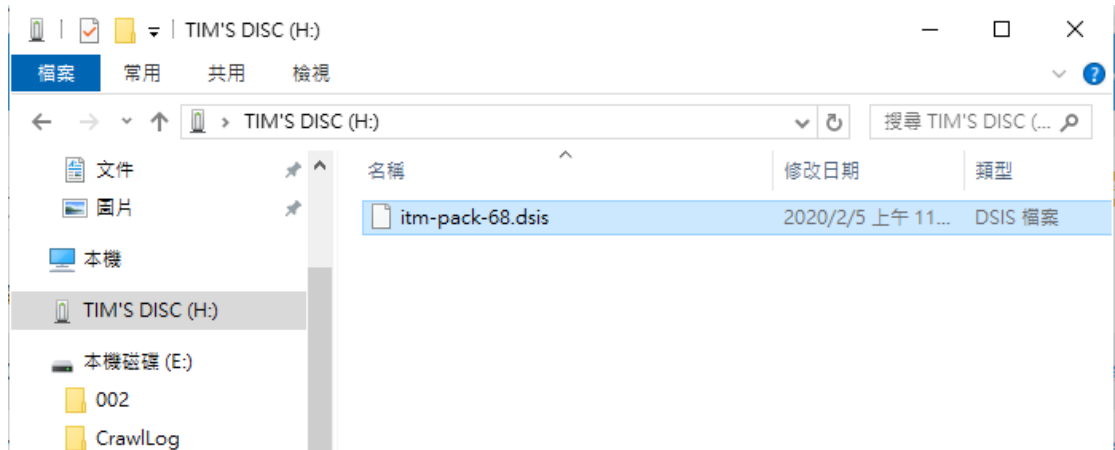 TIM'S DISC (H:)
檔案 常用 共用 檢視
TIM'S DISC (H:) 搜尋 TIM'S DISC (...
文件 名稱 修改日期 類型
圖片 itm-pack-68.dsis 2020/2/5 上午 11... DSIS 檔案
本機
TIM'S DISC (H:)
本機磁碟 (E:)
002
CrawlLog